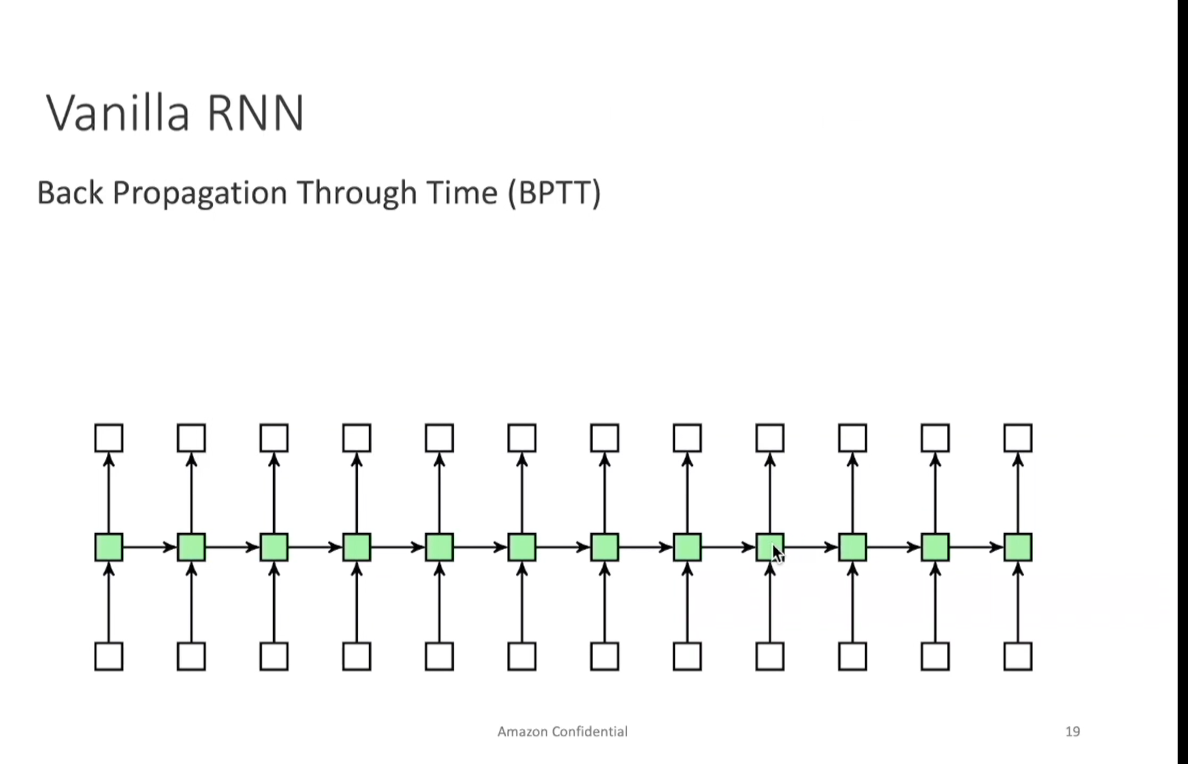 Vanilla RNN
Back Propagation Through Time (BPTT)
Amazon Confidential
19